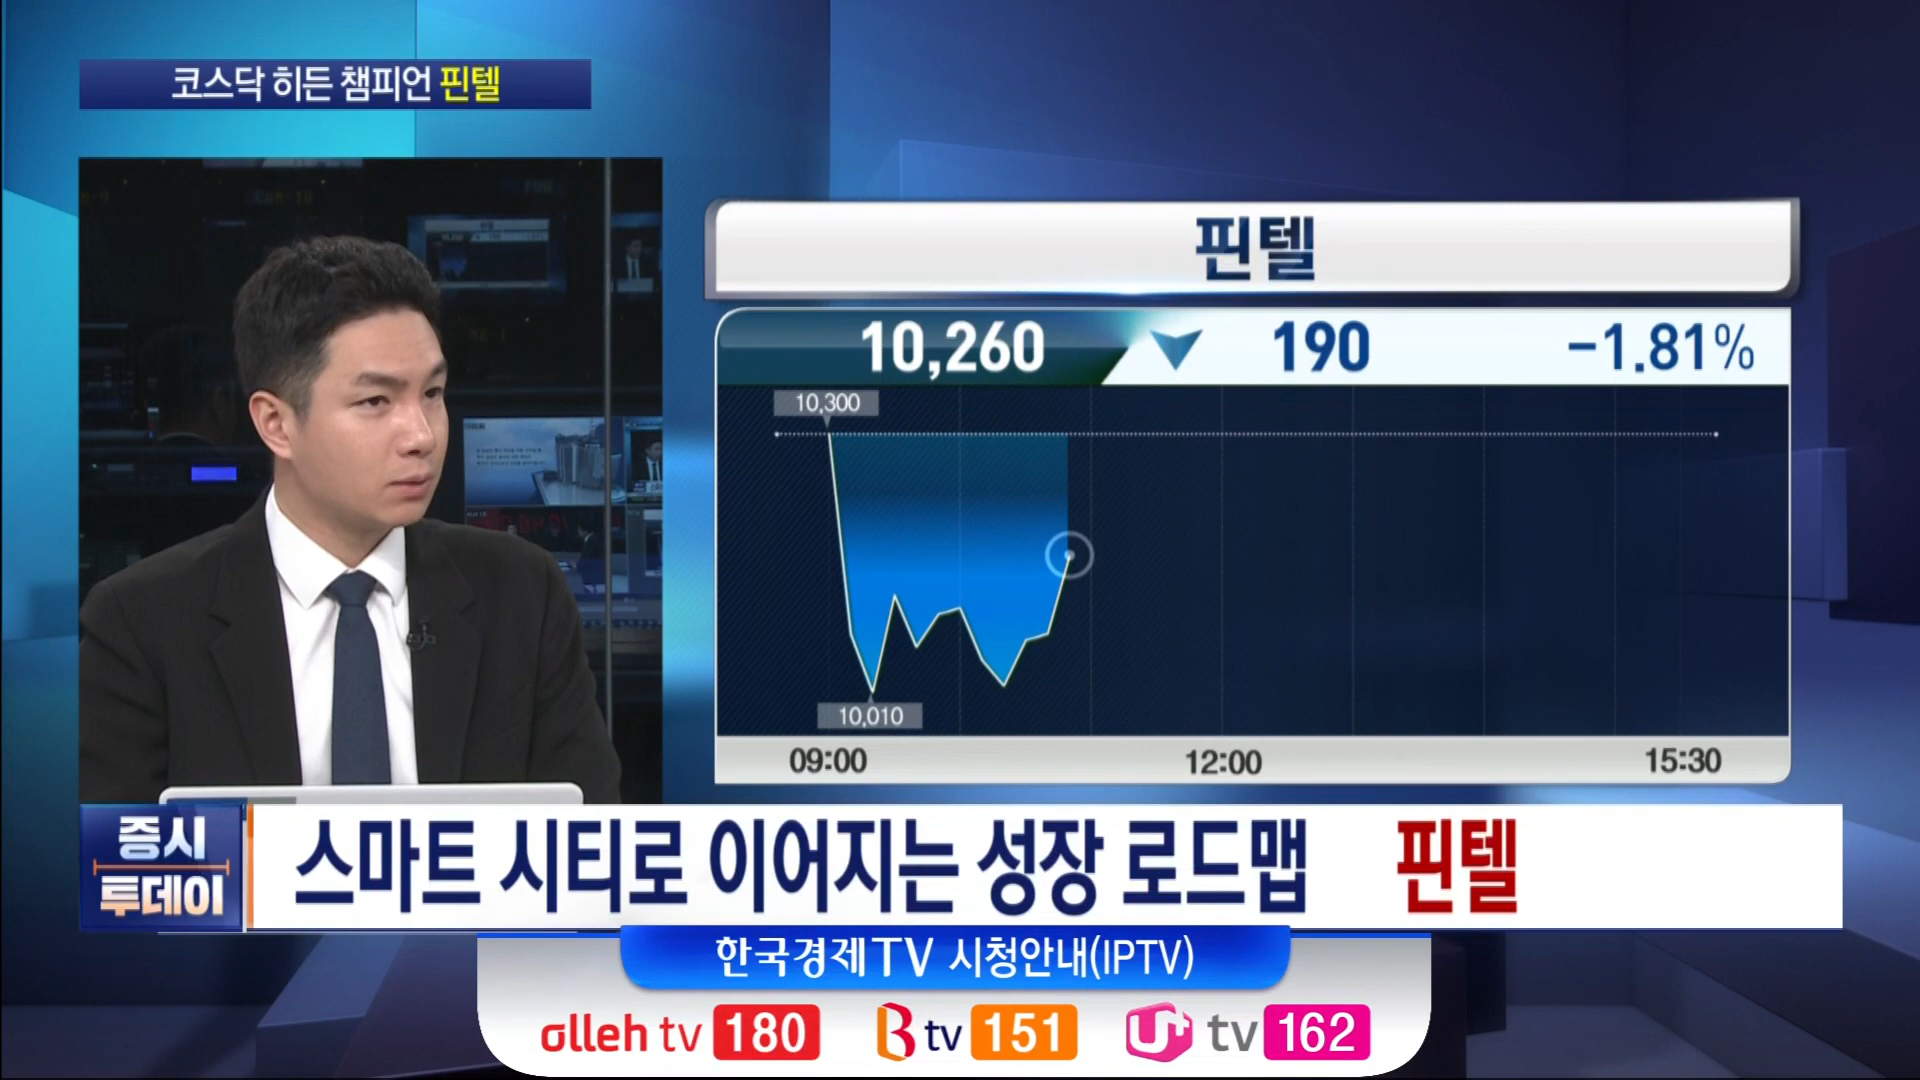 코스닥 히든 챔피언 핀텔
핀텔
10,260 ▼ 190 -1.81%
10,300
10,010
09:00 12:00 15:30
증시
투데이
스마트 시티로 이어지는 성장 로드맵 핀텔
한국경제TV 시청안내(IPTV)
olleh tv 180 B tv 151 U+ tv 162